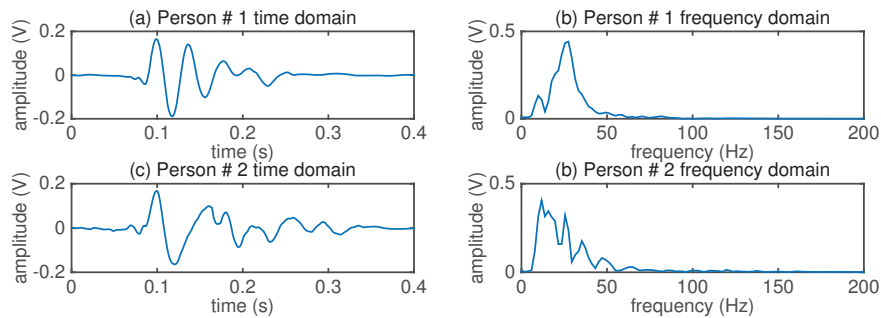 (a) Person # 1 time domain
0.2
0
-0.2
amplitude (V)
0 0.1 0.2 0.3 0.4
time (s)
(b) Person # 1 frequency domain
0.5
0
amplitude (V)
0 50 100 150 200
frequency (Hz)
(c) Person # 2 time domain
0.2
0
-0.2
amplitude (V)
0 0.1 0.2 0.3 0.4
time (s)
(b) Person # 2 frequency domain
0.5
0
amplitude (V)
0 50 100 150 200
frequency (Hz)